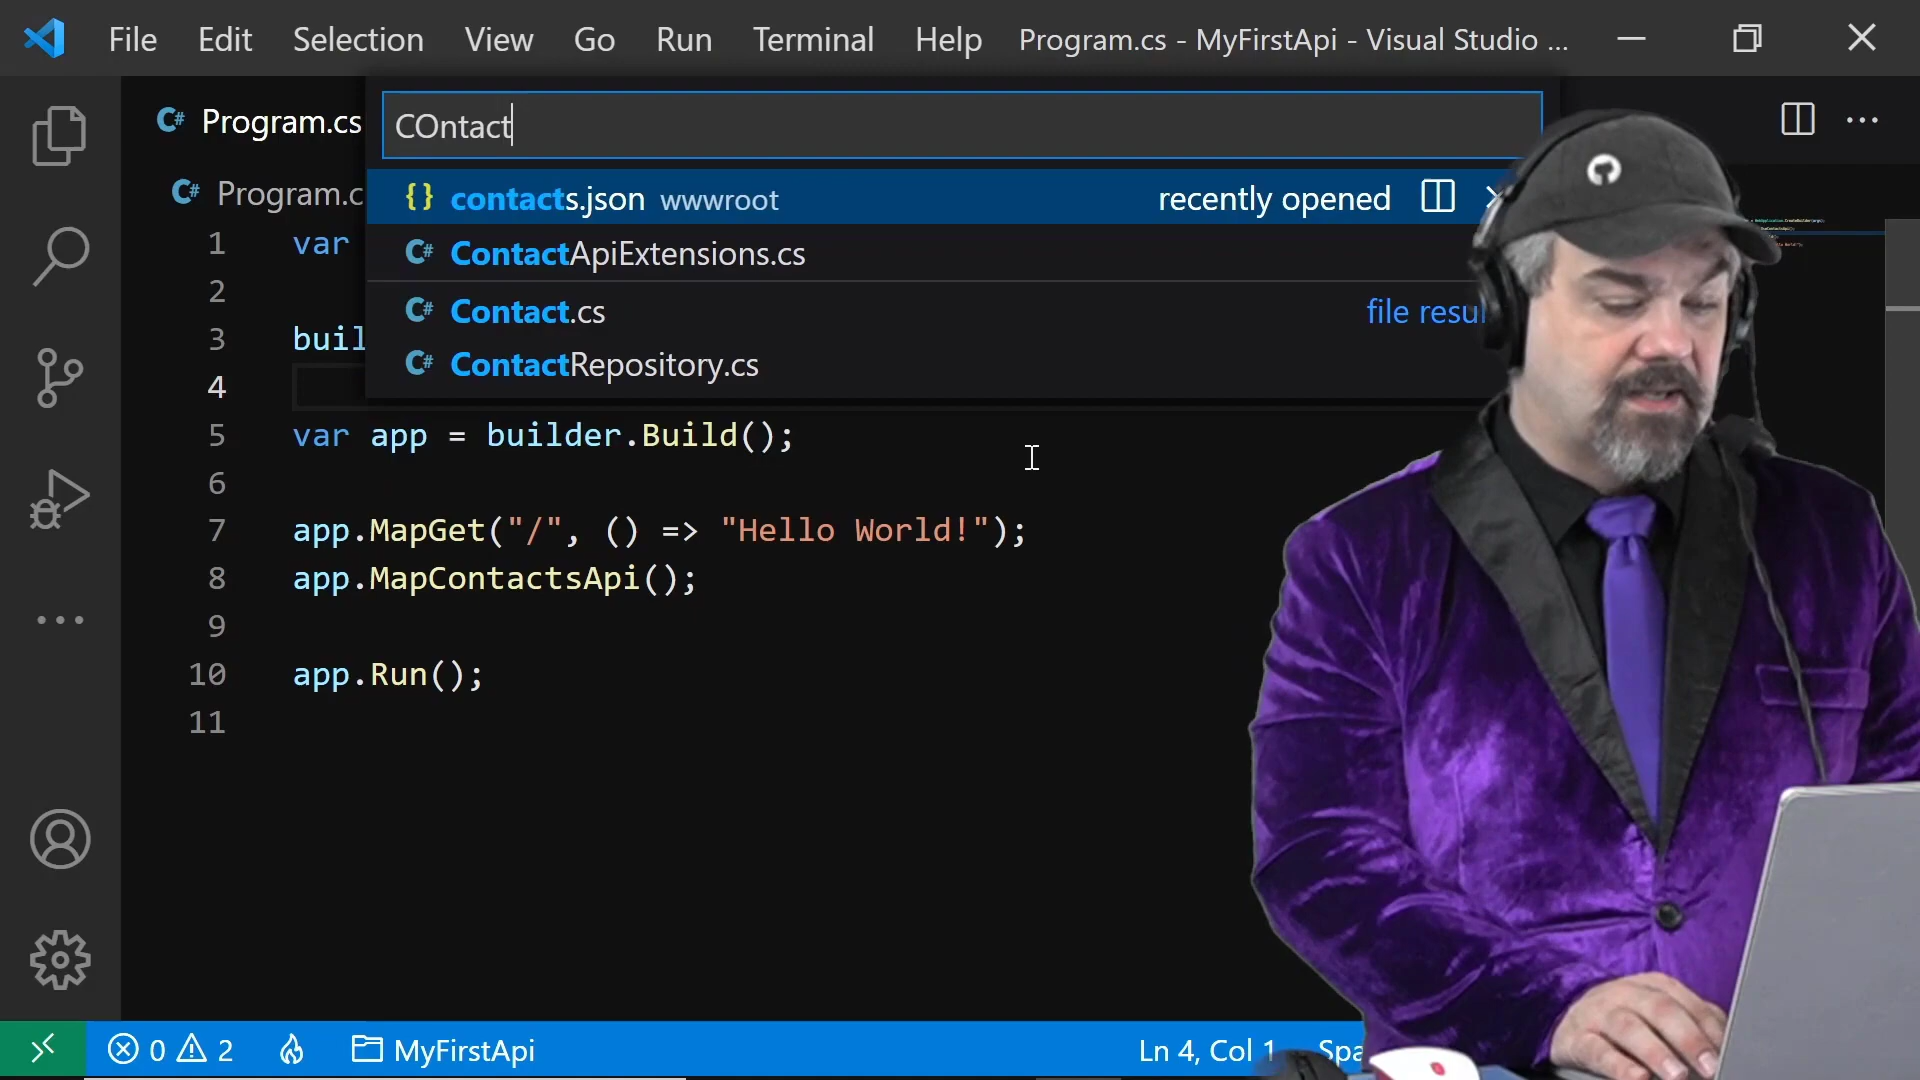 File Edit Selection View Go Run Terminal Help Program.cs - MyFirstApi - Visual Studio ...
C# Program.cs
COntact
{} contacts.json wwwroot recently opened
C# ContactApiExtensions.cs
C# Contact.cs file resul
C# ContactRepository.cs
C# Program.c
1 var
2
3 buil
4
5 var app = builder.Build();
6
7 app.MapGet("/", () => "Hello World!");
8 app.MapContactsApi();
9
10 app.Run();
11
0 2 MyFirstApi Ln 4, Col 1 Spa